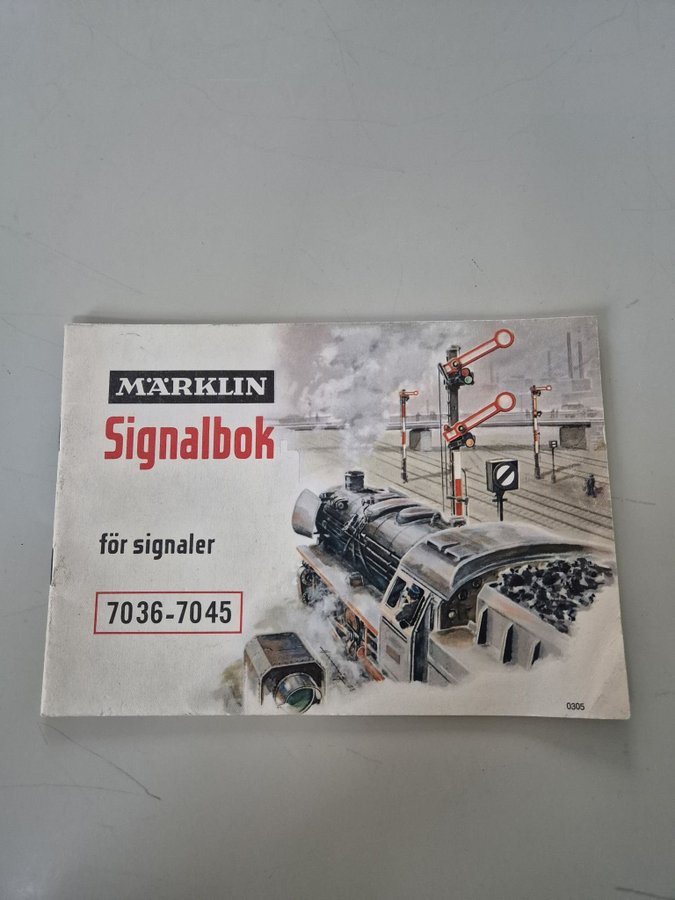 MÄRKLIN
Signalbok
för signaler
7036-7045
0305